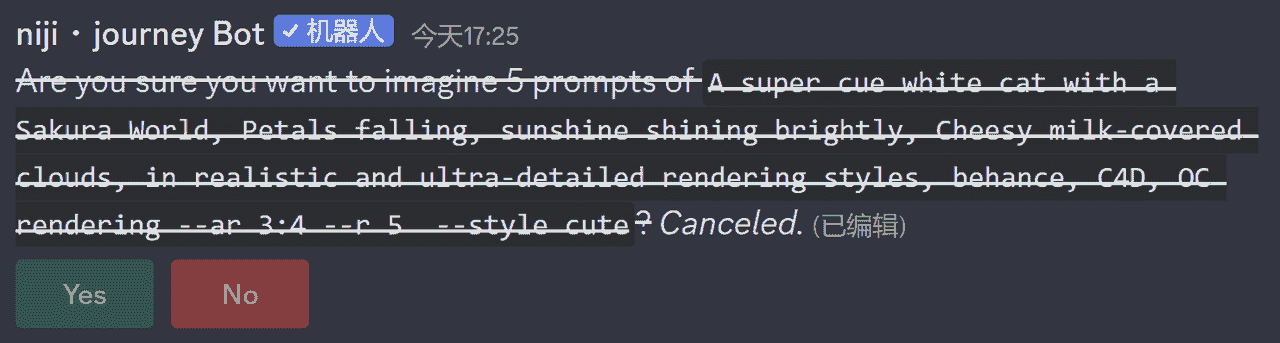 niji・journey Bot ✓ 机器人 今天17:25
Are you sure you want to imagine 5 prompts of A super cue white cat with a
Sakura World, Petals falling, sunshine shining brightly, Cheesy milk-covered
clouds, in realistic and ultra-detailed rendering styles, behance, C4D, OC
rendering --ar 3:4 --r 5  --style cute? Canceled. (已编辑)
Yes No